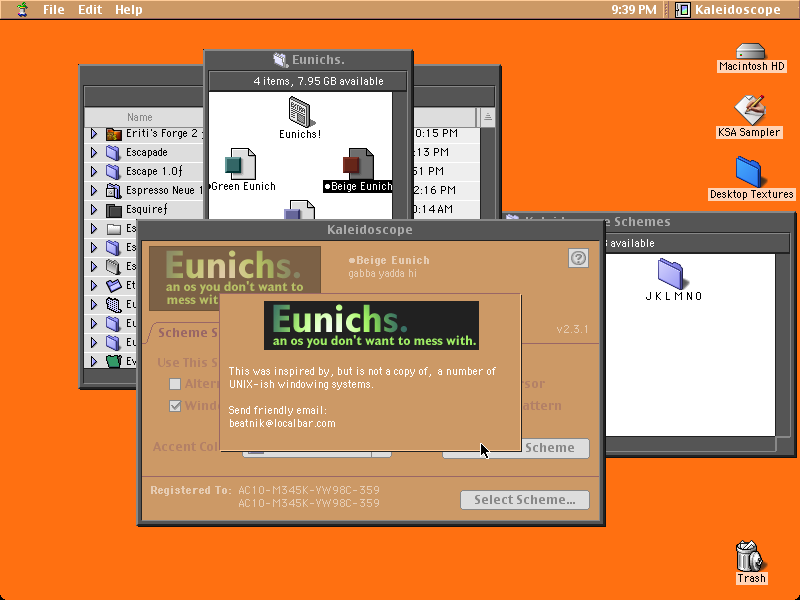 File Edit Help
9:39 PM
Kaleidoscope
Macintosh HD
KSA Sampler
Desktop Textures
Trash
Eunichs.
4 items, 7.95 GB available
Eunichs!
Green Eunich
•Beige Eunich
Name
Eriti's Forge 2
Escapade
Escape 1.0f
Espresso Neue 1
Esquiref
Es
Es
Es
Et
Eu
Eu
Eu
Ev
0:15 PM
:13 PM
51 PM
2:16 PM
0:14 AM
Schemes
available
J K L M N O
Kaleidoscope
Eunichs.
an os you don't want to
mess wit
•Beige Eunich
gabba yadda hi
v2.3.1
Scheme S
Use This S
Altern
Wind
Accent Col
sor
attern
Scheme
Eunichs.
an os you don't want to mess with.
This was inspired by, but is not a copy of, a number of
UNIX-ish windowing systems.
Send friendly email:
beatnik@localbar.com
Registered To: AC10-M345K-YW98C-359
AC10-M345K-YW98C-359
Select Scheme...